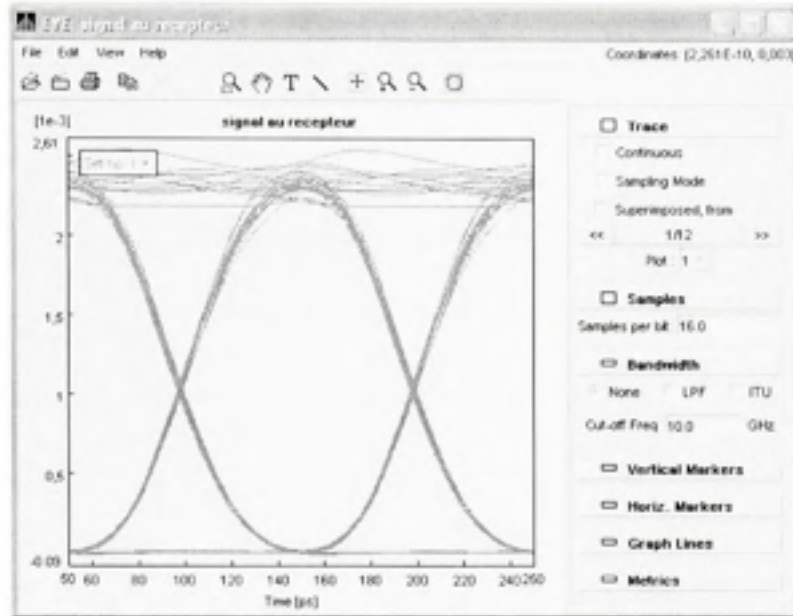 EYE signal au recepteur
File Edit View Help
Coordinates: (2,261E-10, 0,003)
T
[1e-3]
signal au recepteur
2,61
2
1,5
1
0,5
-0.09
50 60 80 100 120 140 160 180 200 220 240 250
Time [ps]
Trace
Continuous
Sampling Mode
Superimposed, from
<< 1/12 >>
Plot : 1
Samples
Samples per bit 16.0
Bandwidth
None LPF ITU
Cut-off Freq 10.0 GHz
Vertical Markers
Horiz. Markers
Graph Lines
Metrics